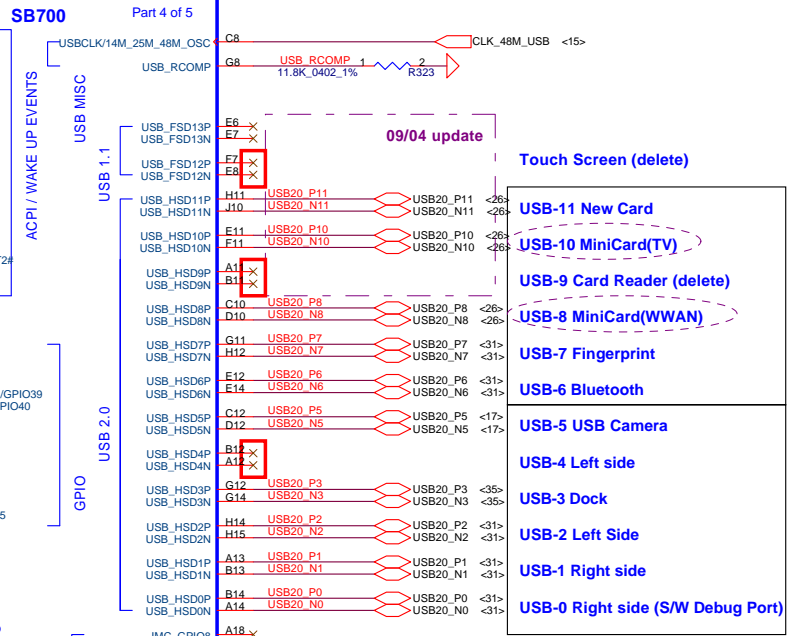 SB700
Part 4 of 5
USBCLK/14M_25M_48M_OSC C8 CLK_48M_USB <15>
USB_RCOMP G8 USB_RCOMP 1 2
11.8K_0402_1% R323
ACPI / WAKE UP EVENTS
USB MISC
USB 1.1
USB 2.0
GPIO
09/04 update
USB_FSD13P E6
USB_FSD13N E7
USB_FSD12P F7
USB_FSD12N E8
Touch Screen (delete)
USB_HSD11P H11 USB20_P11 USB20_P11 <26>
USB_HSD11N J10 USB20_N11 USB20_N11 <26>
USB-11 New Card
USB_HSD10P E11 USB20_P10 USB20_P10 <26>
USB_HSD10N F11 USB20_N10 USB20_N10 <26>
USB-10 MiniCard(TV)
2#
USB_HSD9P A11
USB_HSD9N B11
USB-9 Card Reader (delete)
USB_HSD8P C10 USB20_P8 USB20_P8 <26>
USB_HSD8N D10 USB20_N8 USB20_N8 <26>
USB-8 MiniCard(WWAN)
USB_HSD7P G11 USB20_P7 USB20_P7 <31>
USB_HSD7N H12 USB20_N7 USB20_N7 <31>
USB-7 Fingerprint
USB_HSD6P E12 USB20_P6 USB20_P6 <31>
USB_HSD6N E14 USB20_N6 USB20_N6 <31>
USB-6 Bluetooth
/GPIO39
PIO40
USB_HSD5P C12 USB20_P5 USB20_P5 <17>
USB_HSD5N D12 USB20_N5 USB20_N5 <17>
USB-5 USB Camera
USB_HSD4P B12
USB_HSD4N A12
USB-4 Left side
USB_HSD3P G12 USB20_P3 USB20_P3 <35>
USB_HSD3N G14 USB20_N3 USB20_N3 <35>
USB-3 Dock
5
USB_HSD2P H14 USB20_P2 USB20_P2 <31>
USB_HSD2N H15 USB20_N2 USB20_N2 <31>
USB-2 Left Side
USB_HSD1P A13 USB20_P1 USB20_P1 <31>
USB_HSD1N B13 USB20_N1 USB20_N1 <31>
USB-1 Right side
USB_HSD0P B14 USB20_P0 USB20_P0 <31>
USB_HSD0N A14 USB20_N0 USB20_N0 <31>
USB-0 Right side (S/W Debug Port)
A18